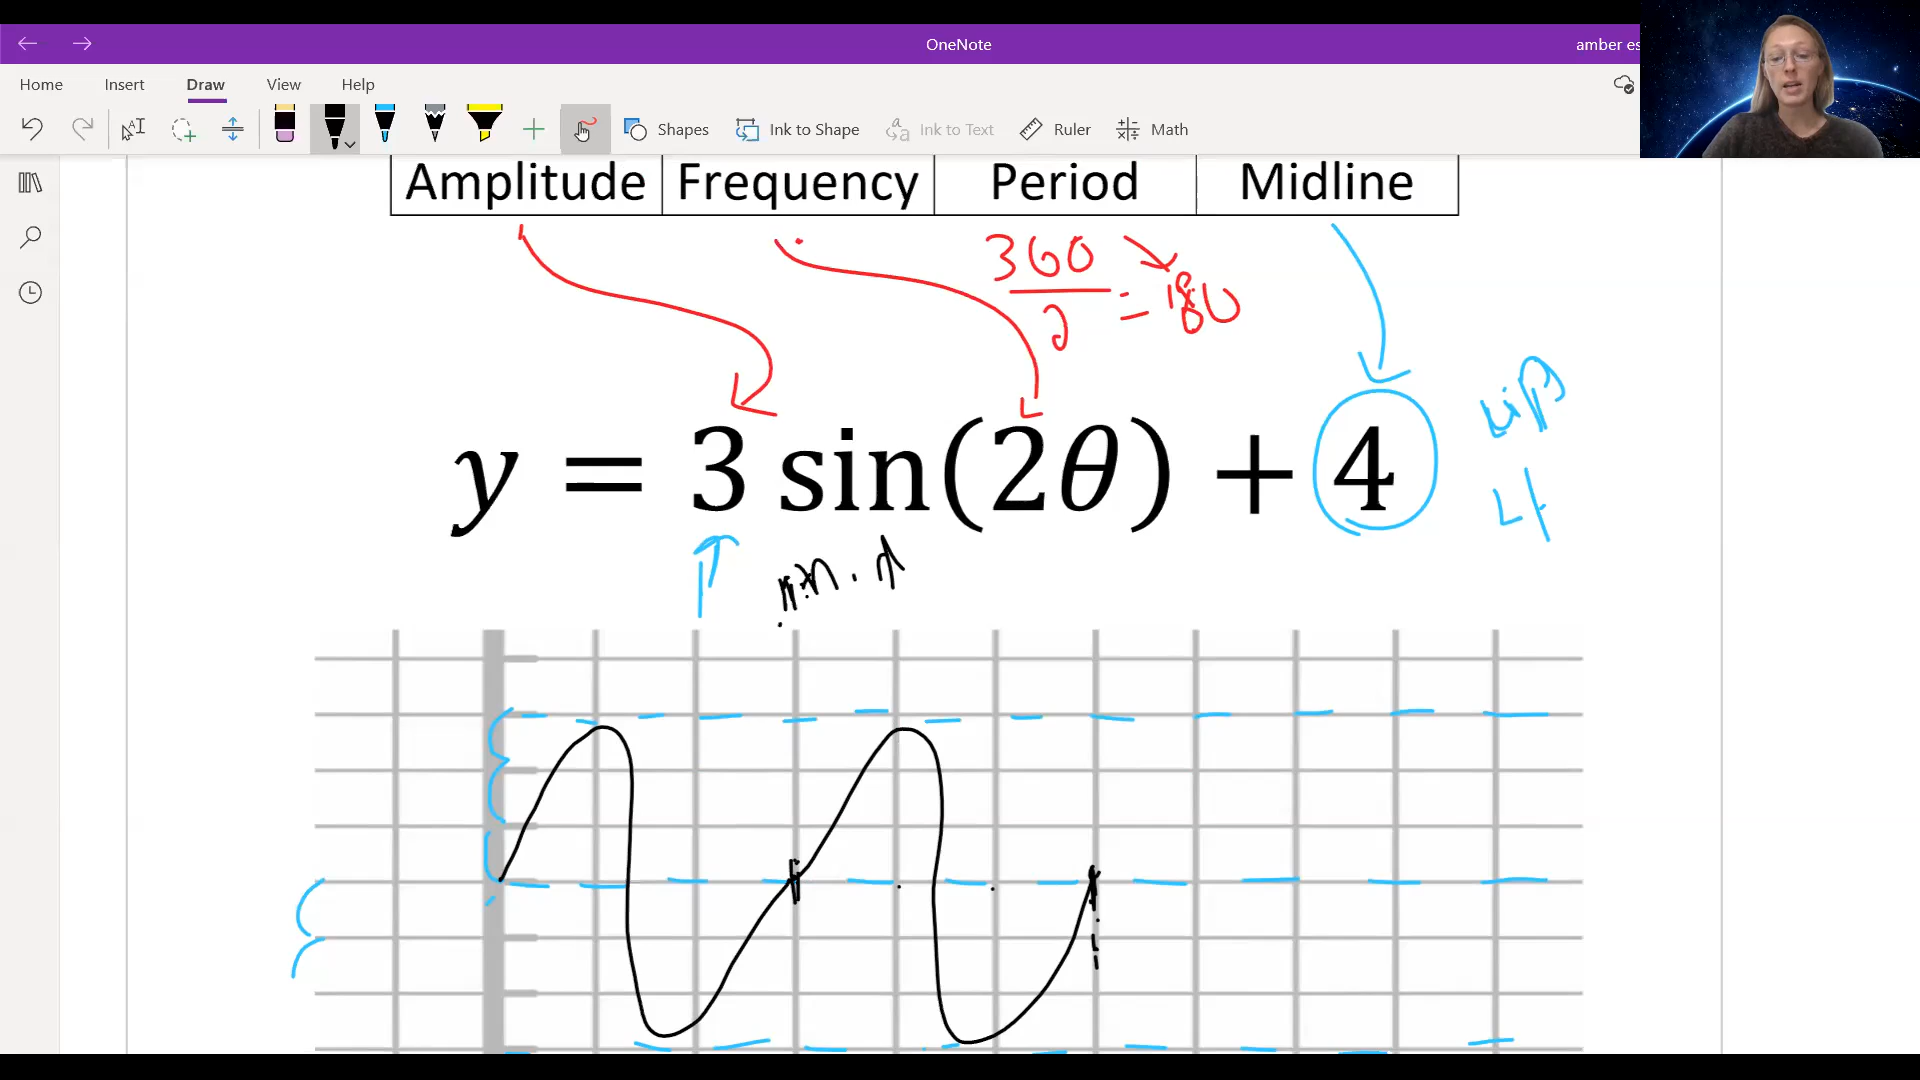 OneNote
amber es
Home Insert Draw View Help
Shapes Ink to Shape Ink to Text Ruler Math
Amplitude Frequency Period Midline
360
2
= 180
y = 3 sin(2θ) + 4
up
4